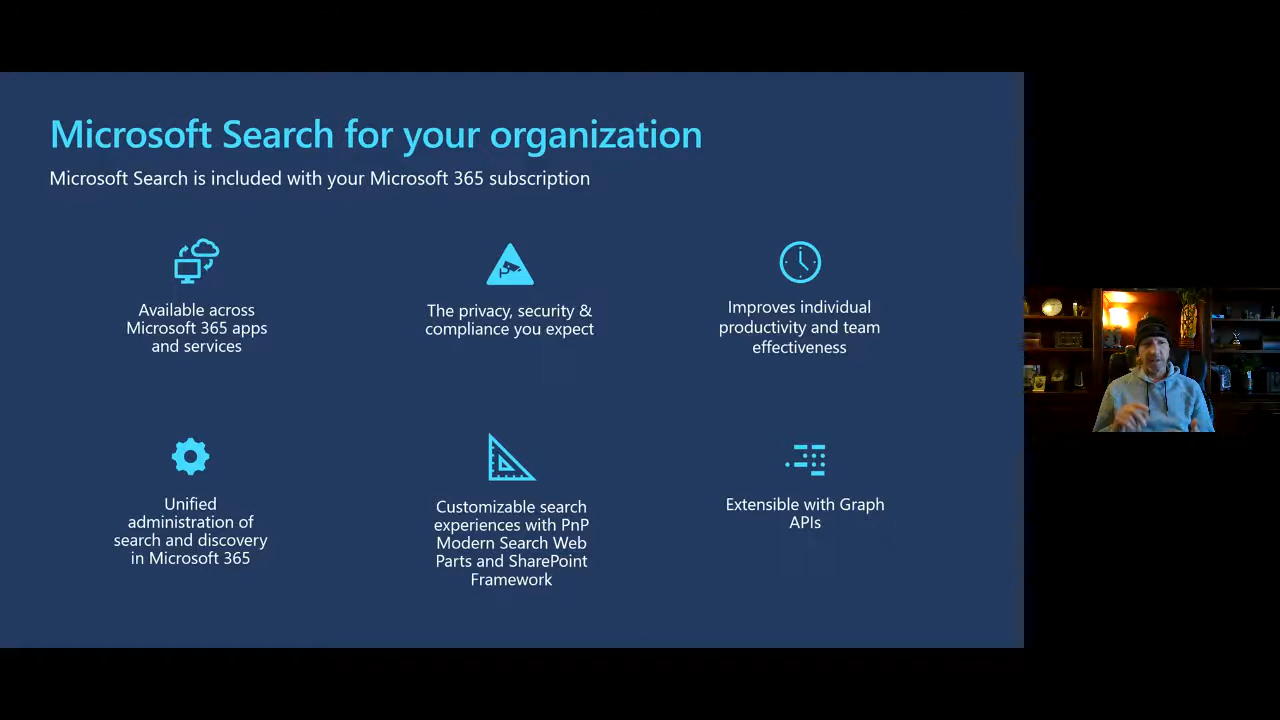 Microsoft Search for your organization
Microsoft Search is included with your Microsoft 365 subscription
Available across
Microsoft 365 apps
and services
The privacy, security &
compliance you expect
Improves individual
productivity and team
effectiveness
Unified
administration of
search and discovery
in Microsoft 365
Customizable search
experiences with PnP
Modern Search Web
Parts and SharePoint
Framework
Extensible with Graph
APIs